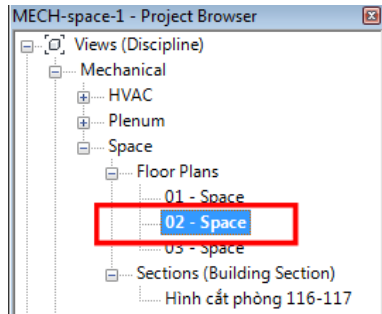 MECH-space-1 - Project Browser
Views (Discipline)
Mechanical
HVAC
Plenum
Space
Floor Plans
01 - Space
02 - Space
03 - Space
Sections (Building Section)
Hình cắt phòng 116-117